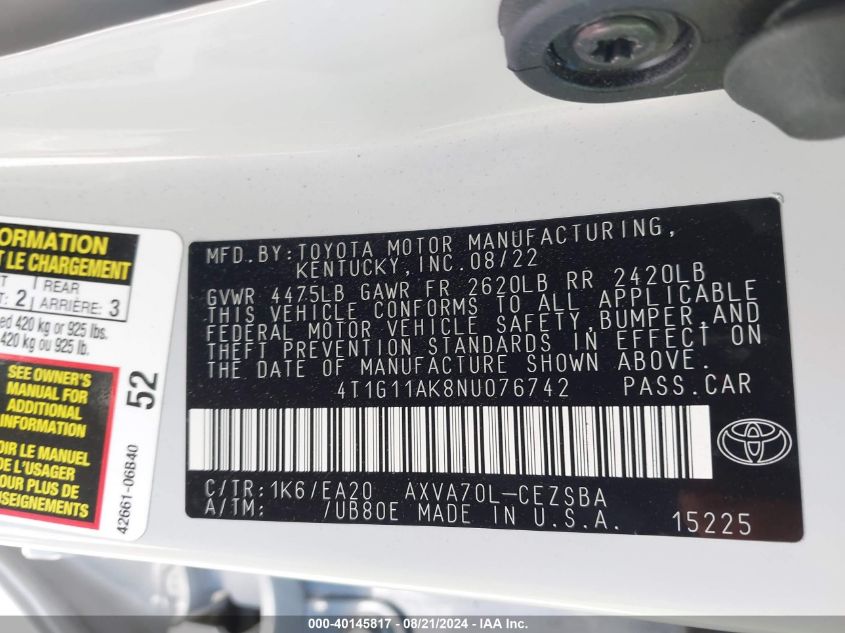 ORMATION
T LE CHARGEMENT
REAR
: 2 ARRIÈRE: 3
ed 420 kg or 925 lbs.
420 kg ou 925 lb.
SEE OWNER'S
MANUAL FOR
ADDITIONAL
INFORMATION
OIR LE MANUEL
DE L'USAGER
POUR PLUS DE
RENSEIGNEMENTS
52
42661-06B40
MFD. BY: TOYOTA MOTOR MANUFACTURING,
KENTUCKY, INC. 08/22
GVWR 4475LB GAWR FR 2620LB RR 2420LB
THIS VEHICLE CONFORMS TO ALL APPLICABLE
FEDERAL MOTOR VEHICLE SAFETY, BUMPER, AND
THEFT PREVENTION STANDARDS IN EFFECT ON
THE DATE OF MANUFACTURE SHOWN ABOVE.
4T1G11AK8NU076742 PASS.CAR
C/TR: 1K6/EA20 AXVA70L-CEZSBA
A/TM: /UB80E MADE IN U.S.A. 15225
000-40145817 - 08/21/2024 - IAA Inc.